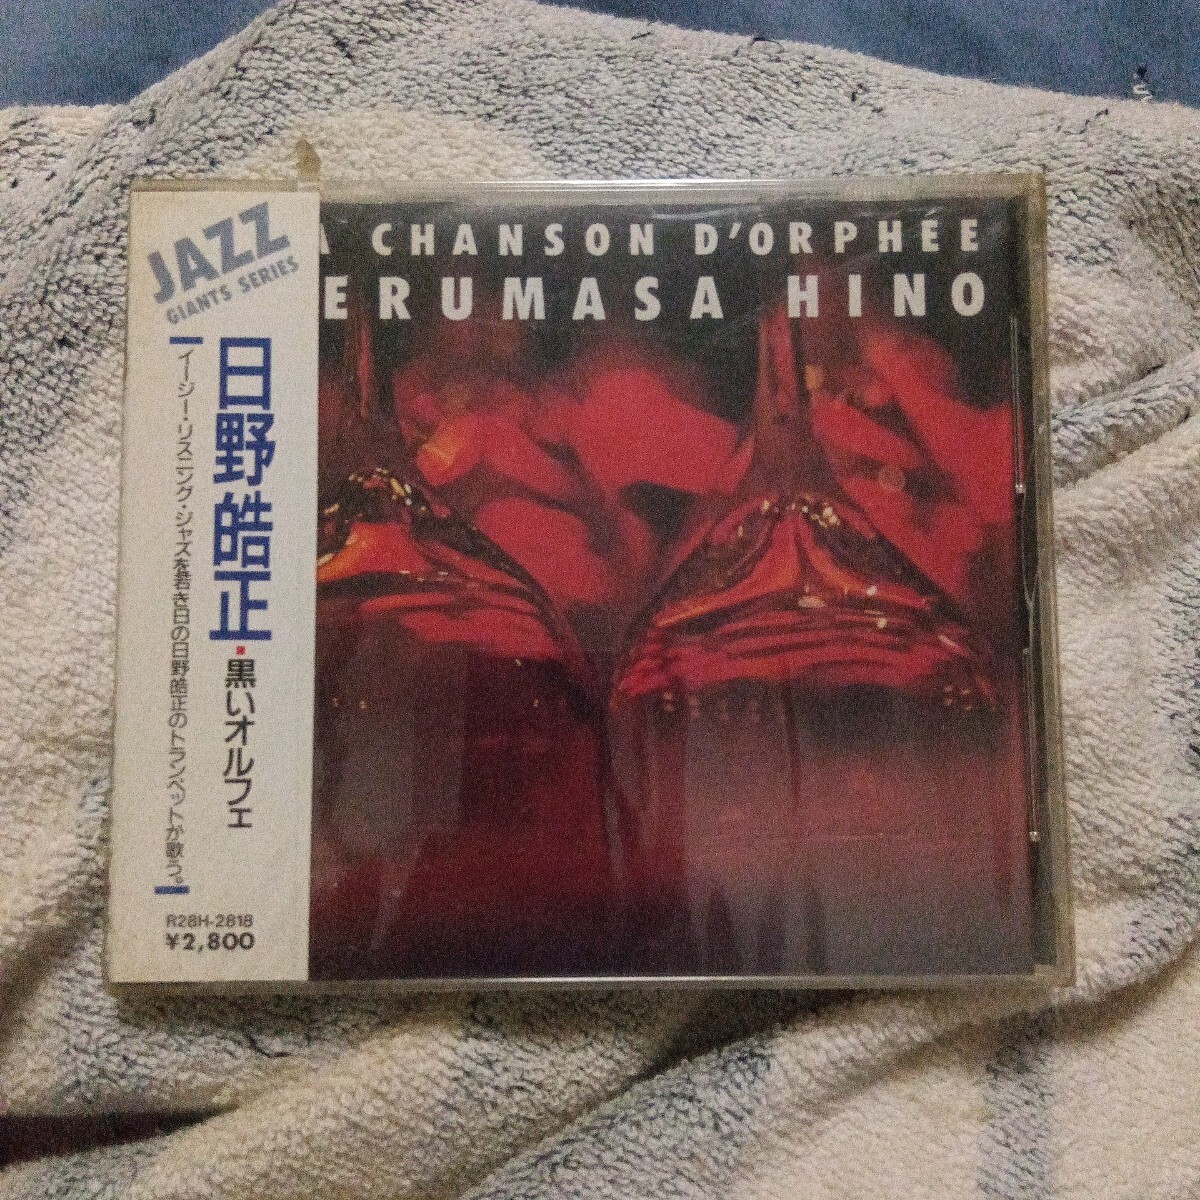 JAZZ
GIANTS SERIES
日野皓正・黒いオルフェ
イージー・リスニング・ジャズを若き日の日野皓正のトランペットが歌う。
R28H-2818
¥2,800
A CHANSON D'ORPHÉE
ERUMASA HINO